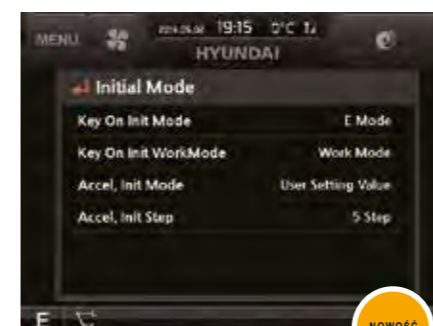 MENU 19:15 0°C
HYUNDAI
Initial Mode
Key On Init Mode E Mode
Key On Init WorkMode Work Mode
Accel, Init Mode User Setting Value
Accel, Init Step 5 Step
E
NOWOŚĆ